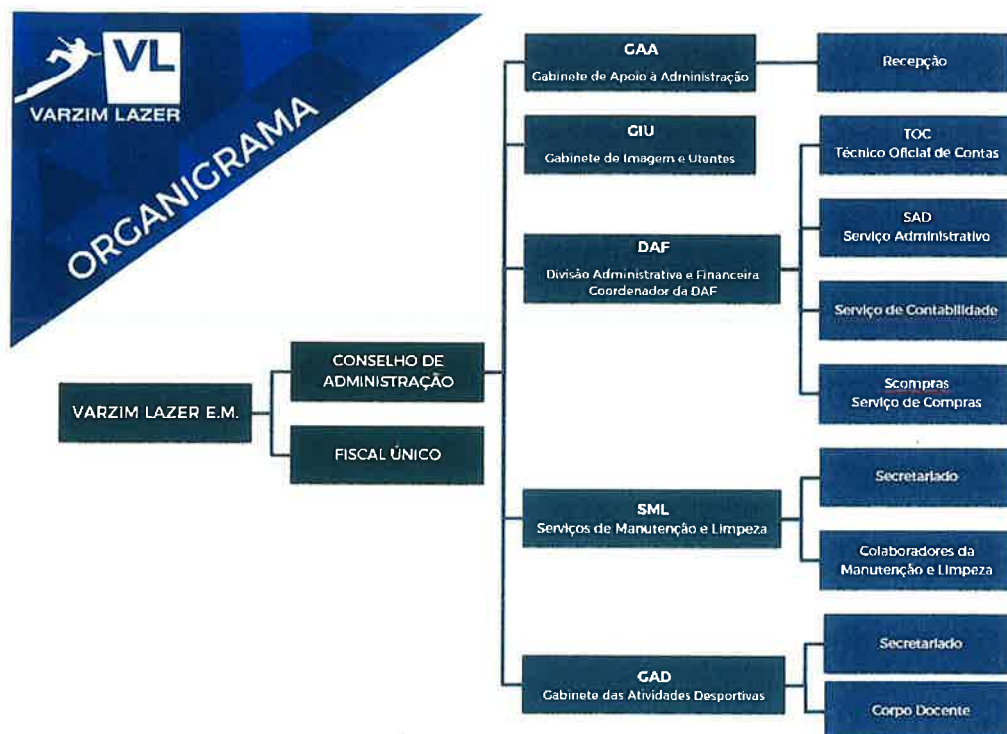 VL
VARZIM LAZER
ORGANIGRAMA
VARZIM LAZER E.M.
CONSELHO DE
ADMINISTRAÇÃO
FISCAL ÚNICO
GAA
Gabinete de Apoio à Administração
Recepção
GIU
Gabinete de Imagem e Utentes
DAF
Divisão Administrativa e Financeira
Coordenador da DAF
TOC
Técnico Oficial de Contas
SAD
Serviço Administrativo
Serviço de Contabilidade
Scompras
Serviço de Compras
SML
Serviços de Manutenção e Limpeza
Secretariado
Colaboradores da
Manutenção e Limpeza
GAD
Gabinete das Atividades Desportivas
Secretariado
Corpo Docente